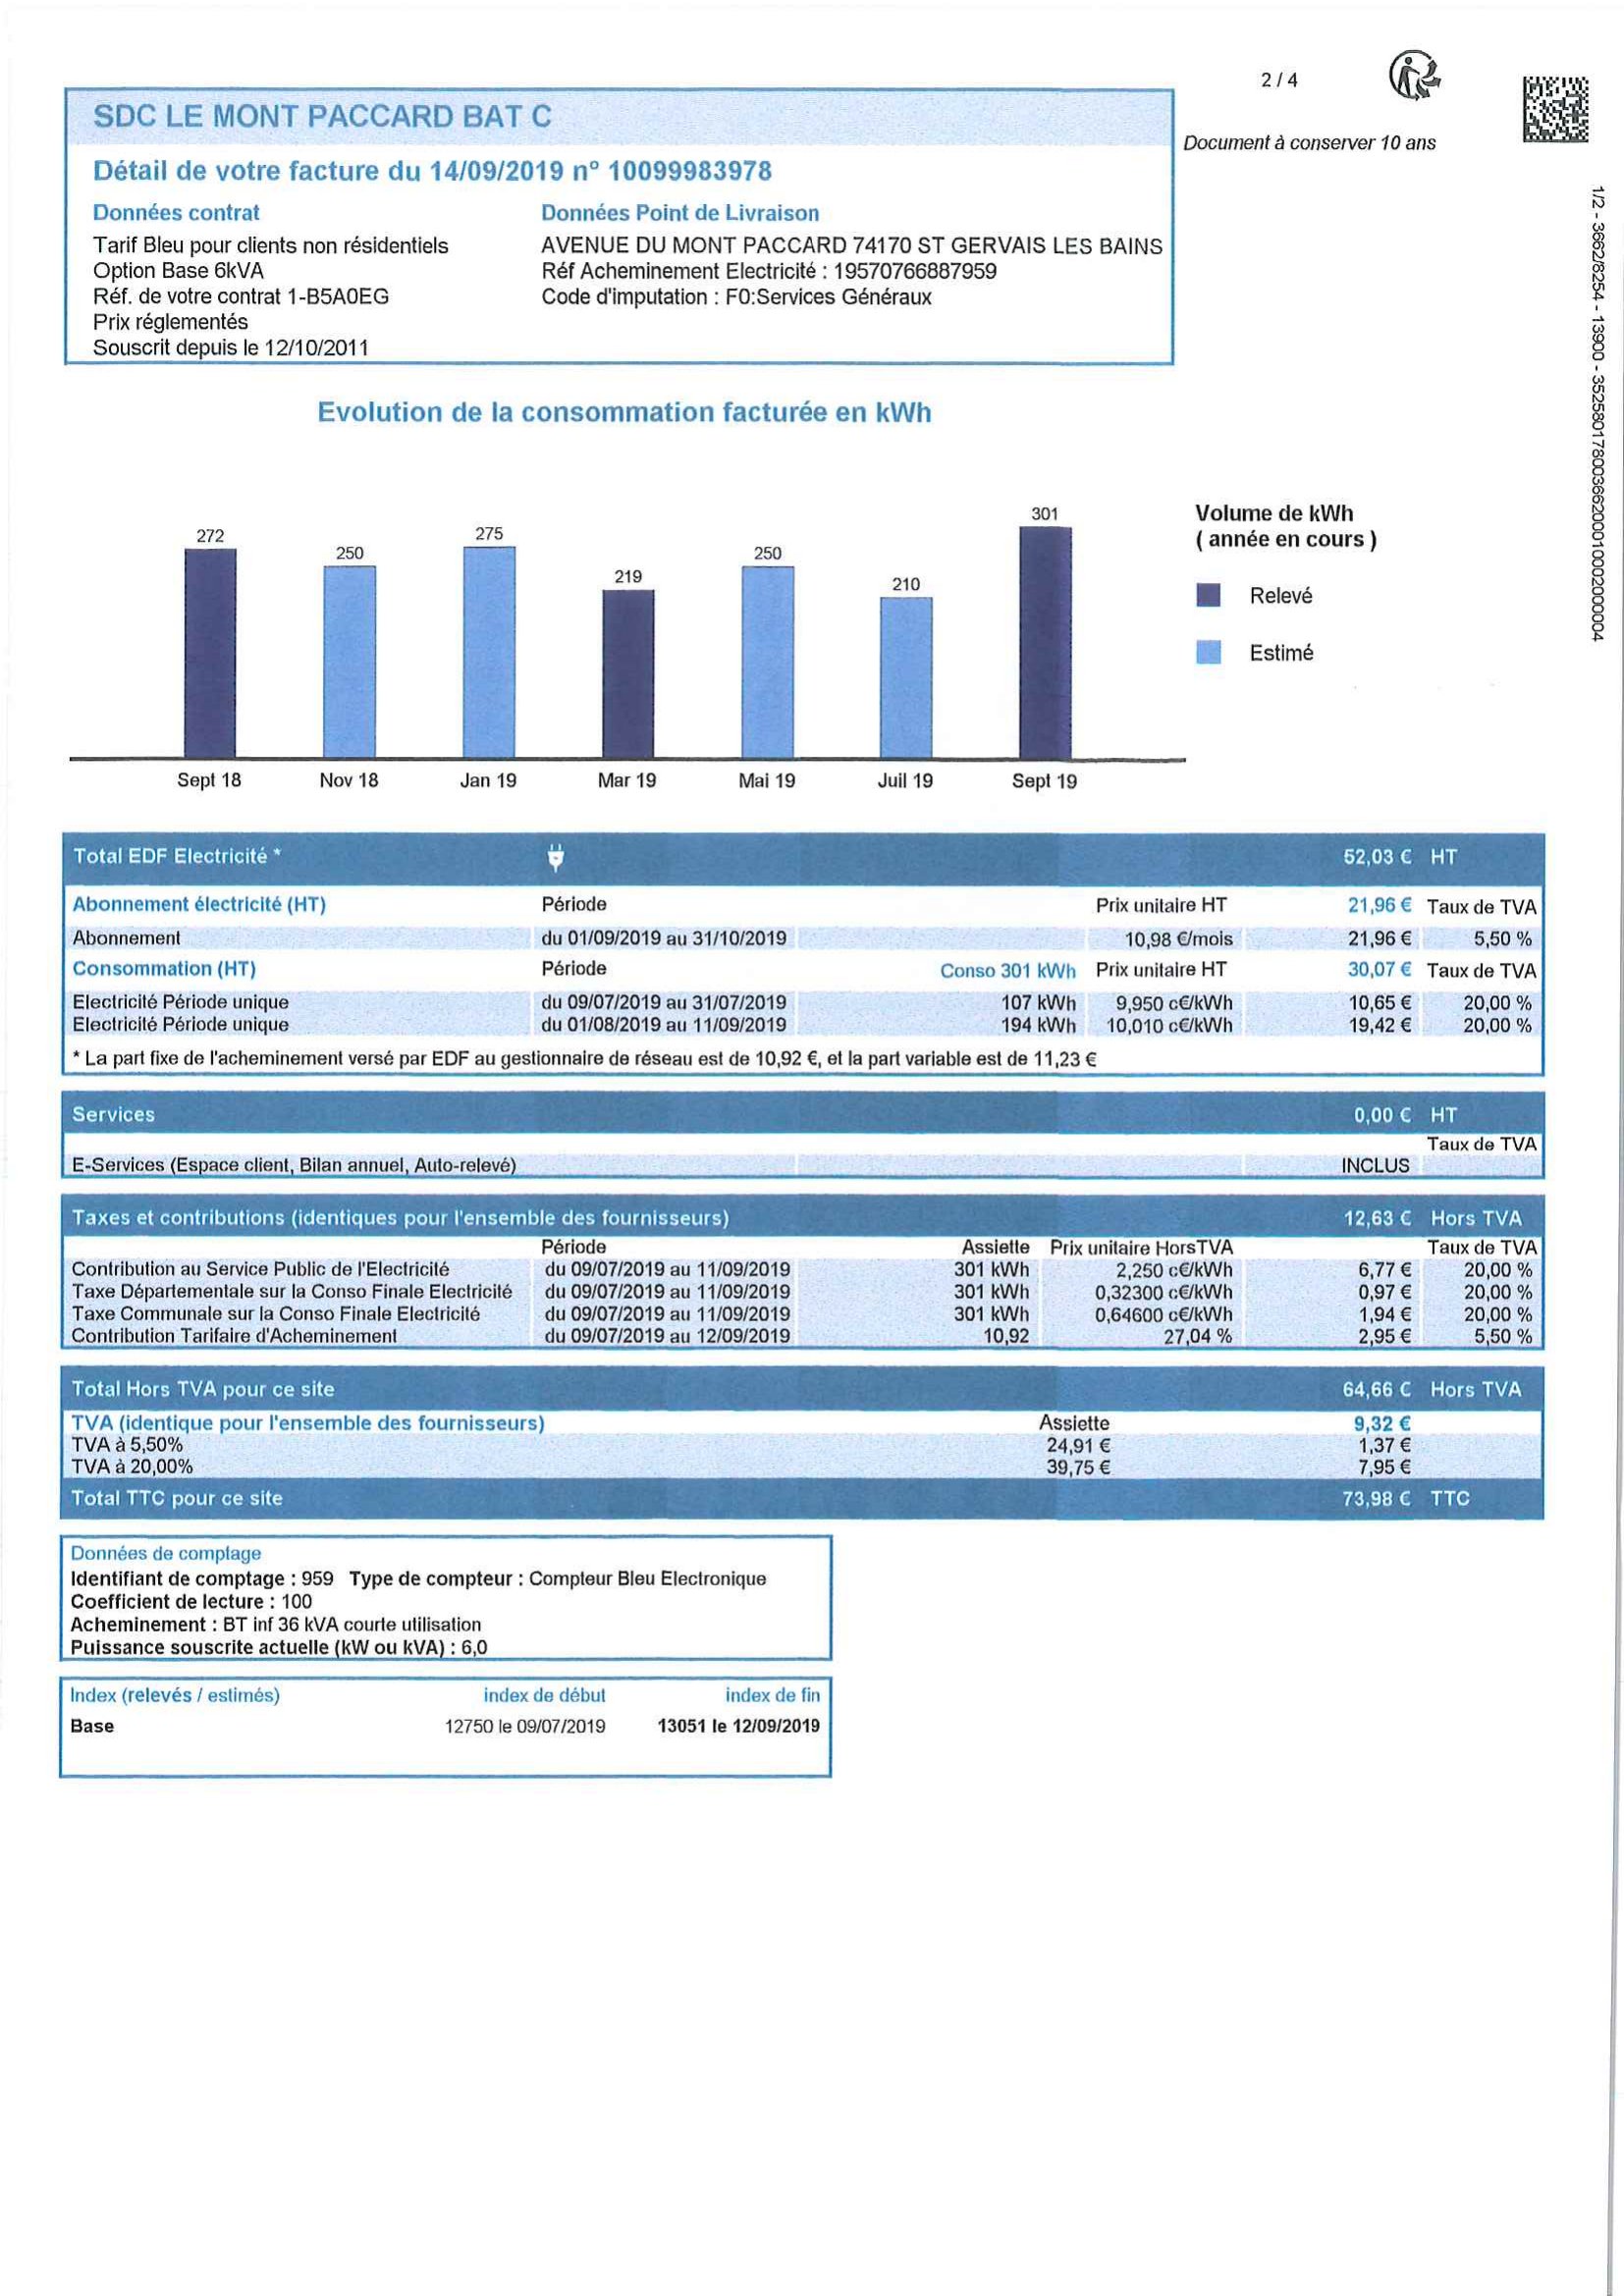 2 / 4
SDC LE MONT PACCARD BAT C
Document à conserver 10 ans
Détail de votre facture du 14/09/2019 n° 10099983978
Données contrat
Tarif Bleu pour clients non résidentiels
Option Base 6kVA
Réf. de votre contrat 1-B5A0EG
Prix réglementés
Souscrit depuis le 12/10/2011
Données Point de Livraison
AVENUE DU MONT PACCARD 74170 ST GERVAIS LES BAINS
Réf Acheminement Electricité : 19570766887959
Code d'imputation : F0:Services Généraux
1/2 - 3662/8254 - 13900 - 352580178003662000100020000004
Evolution de la consommation facturée en kWh
272 250 275 219 250 210 301
Sept 18 Nov 18 Jan 19 Mar 19 Mai 19 Juil 19 Sept 19
Volume de kWh
( année en cours )
Relevé
Estimé
Total EDF Electricité * 52,03 € HT
Abonnement électricité (HT) Période Prix unitaire HT 21,96 € Taux de TVA
Abonnement du 01/09/2019 au 31/10/2019 10,98 €/mois 21,96 € 5,50 %
Consommation (HT) Période Conso 301 kWh Prix unitaire HT 30,07 € Taux de TVA
Electricité Période unique du 09/07/2019 au 31/07/2019 107 kWh 9,950 c€/kWh 10,65 € 20,00 %
Electricité Période unique du 01/08/2019 au 11/09/2019 194 kWh 10,010 c€/kWh 19,42 € 20,00 %
* La part fixe de l'acheminement versé par EDF au gestionnaire de réseau est de 10,92 €, et la part variable est de 11,23 €
Services 0,00 € HT
Taux de TVA
E-Services (Espace client, Bilan annuel, Auto-relevé) INCLUS
Taxes et contributions (identiques pour l'ensemble des fournisseurs) 12,63 € Hors TVA
Période Assiette Prix unitaire HorsTVA Taux de TVA
Contribution au Service Public de l'Electricité du 09/07/2019 au 11/09/2019 301 kWh 2,250 c€/kWh 6,77 € 20,00 %
Taxe Départementale sur la Conso Finale Electricité du 09/07/2019 au 11/09/2019 301 kWh 0,32300 c€/kWh 0,97 € 20,00 %
Taxe Communale sur la Conso Finale Electricité du 09/07/2019 au 11/09/2019 301 kWh 0,64600 c€/kWh 1,94 € 20,00 %
Contribution Tarifaire d'Acheminement du 09/07/2019 au 12/09/2019 10,92 27,04 % 2,95 € 5,50 %
Total Hors TVA pour ce site 64,66 € Hors TVA
TVA (identique pour l'ensemble des fournisseurs) Assiette 9,32 €
TVA à 5,50% 24,91 € 1,37 €
TVA à 20,00% 39,75 € 7,95 €
Total TTC pour ce site 73,98 € TTC
Données de comptage
Identifiant de comptage : 959 Type de compteur : Compteur Bleu Electronique
Coefficient de lecture : 100
Acheminement : BT inf 36 kVA courte utilisation
Puissance souscrite actuelle (kW ou kVA) : 6,0
Index (relevés / estimés) index de début index de fin
Base 12750 le 09/07/2019 13051 le 12/09/2019